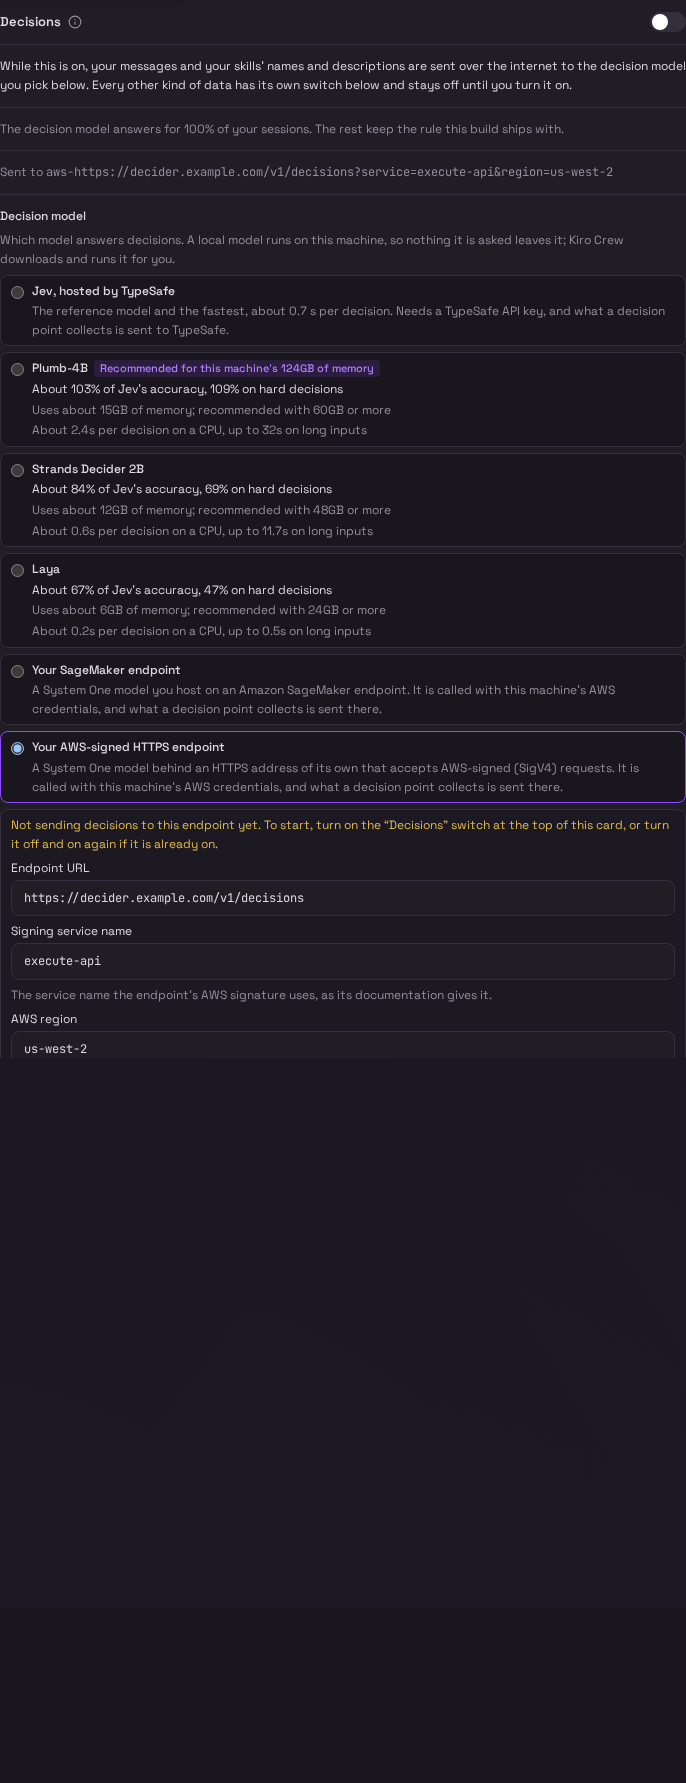 Decisions
While this is on, your messages and your skills' names and descriptions are sent over the internet to the decision model
you pick below. Every other kind of data has its own switch below and stays off until you turn it on.
The decision model answers for 100% of your sessions. The rest keep the rule this build ships with.
Sent to aws-https://decider.example.com/v1/decisions?service=execute-api&region=us-west-2
Decision model
Which model answers decisions. A local model runs on this machine, so nothing it is asked leaves it; Kiro Crew
downloads and runs it for you.
Jev, hosted by TypeSafe
The reference model and the fastest, about 0.7 s per decision. Needs a TypeSafe API key, and what a decision
point collects is sent to TypeSafe.
Plumb-4B Recommended for this machine's 124GB of memory
About 103% of Jev's accuracy, 109% on hard decisions
Uses about 15GB of memory; recommended with 60GB or more
About 2.4s per decision on a CPU, up to 32s on long inputs
Strands Decider 2B
About 84% of Jev's accuracy, 69% on hard decisions
Uses about 12GB of memory; recommended with 48GB or more
About 0.6s per decision on a CPU, up to 11.7s on long inputs
Laya
About 67% of Jev's accuracy, 47% on hard decisions
Uses about 6GB of memory; recommended with 24GB or more
About 0.2s per decision on a CPU, up to 0.5s on long inputs
Your SageMaker endpoint
A System One model you host on an Amazon SageMaker endpoint. It is called with this machine's AWS
credentials, and what a decision point collects is sent there.
Your AWS-signed HTTPS endpoint
A System One model behind an HTTPS address of its own that accepts AWS-signed (SigV4) requests. It is
called with this machine's AWS credentials, and what a decision point collects is sent there.
Not sending decisions to this endpoint yet. To start, turn on the “Decisions” switch at the top of this card, or turn
it off and on again if it is already on.
Endpoint URL
https://decider.example.com/v1/decisions
Signing service name
execute-api
The service name the endpoint's AWS signature uses, as its documentation gives it.
AWS region
us-west-2